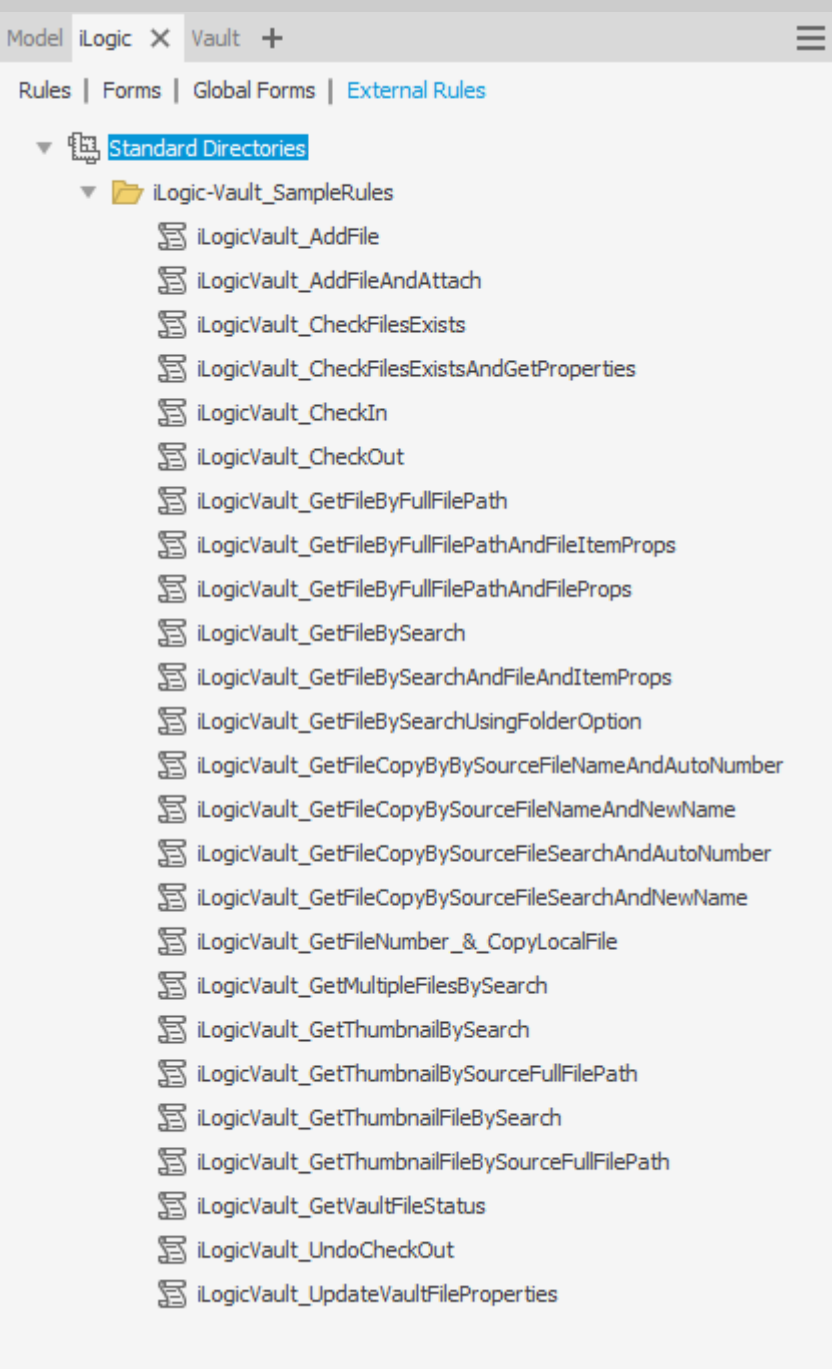 Model iLogic Vault +
Rules | Forms | Global Forms | External Rules
Standard Directories
iLogic-Vault_SampleRules
iLogicVault_AddFile
iLogicVault_AddFileAndAttach
iLogicVault_CheckFilesExists
iLogicVault_CheckFilesExistsAndGetProperties
iLogicVault_CheckIn
iLogicVault_CheckOut
iLogicVault_GetFileByFullFilePath
iLogicVault_GetFileByFullFilePathAndFileItemProps
iLogicVault_GetFileByFullFilePathAndFileProps
iLogicVault_GetFileBySearch
iLogicVault_GetFileBySearchAndFileAndItemProps
iLogicVault_GetFileBySearchUsingFolderOption
iLogicVault_GetFileCopyByBySourceFileNameAndAutoNumber
iLogicVault_GetFileCopyBySourceFileNameAndNewName
iLogicVault_GetFileCopyBySourceFileSearchAndAutoNumber
iLogicVault_GetFileCopyBySourceFileSearchAndNewName
iLogicVault_GetFileNumber_&_CopyLocalFile
iLogicVault_GetMultipleFilesBySearch
iLogicVault_GetThumbnailBySearch
iLogicVault_GetThumbnailBySourceFullFilePath
iLogicVault_GetThumbnailFileBySearch
iLogicVault_GetThumbnailFileBySourceFullFilePath
iLogicVault_GetVaultFileStatus
iLogicVault_UndoCheckOut
iLogicVault_UpdateVaultFileProperties